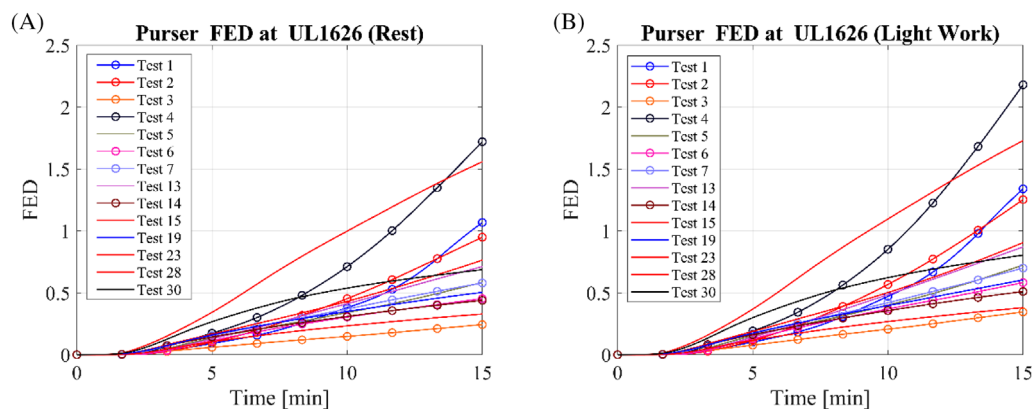 (A)
Purser FED at UL1626 (Rest)
2.5
2
1.5
1
0.5
0
FED
Test 1
Test 2
Test 3
Test 4
Test 5
Test 6
Test 7
Test 13
Test 14
Test 15
Test 19
Test 23
Test 28
Test 30
0
5
10
15
Time [min]
(B)
Purser FED at UL1626 (Light Work)
2.5
2
1.5
1
0.5
0
FED
Test 1
Test 2
Test 3
Test 4
Test 5
Test 6
Test 7
Test 13
Test 14
Test 15
Test 19
Test 23
Test 28
Test 30
0
5
10
15
Time [min]